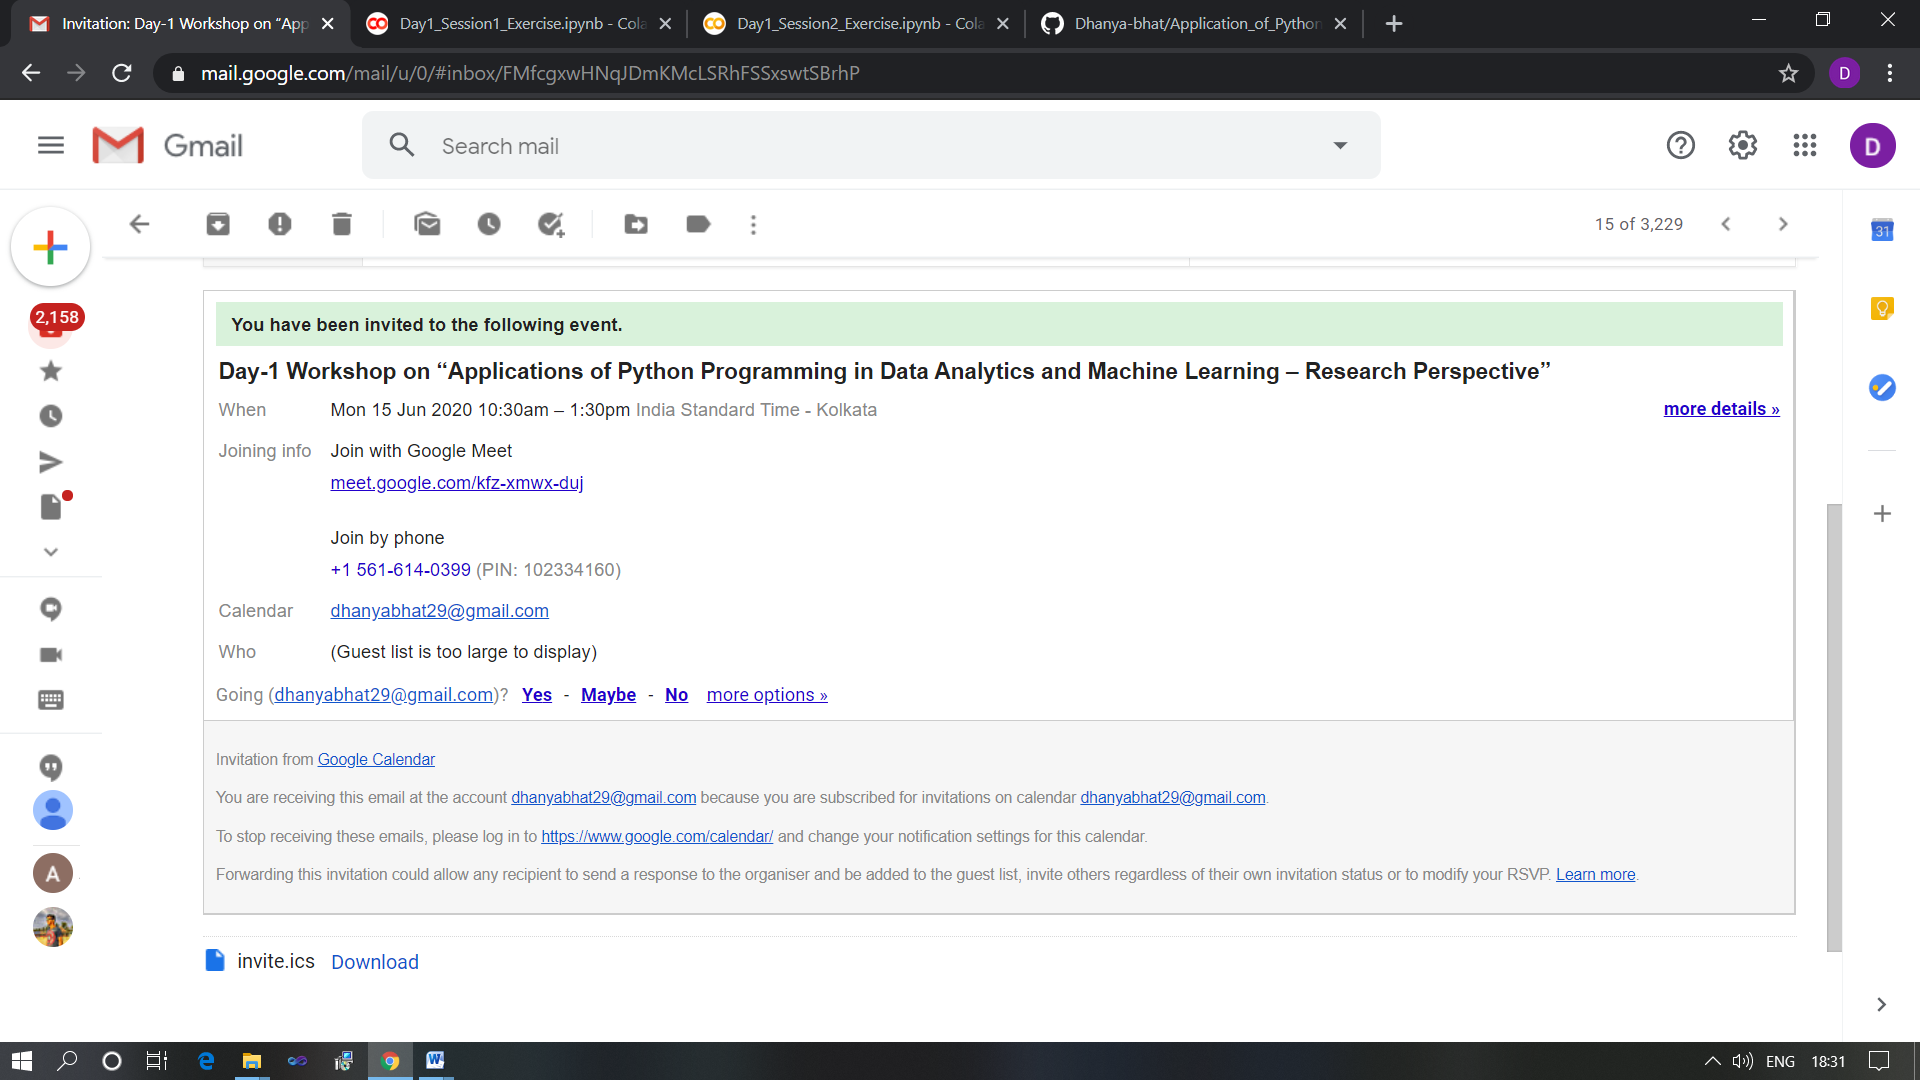 Invitation: Day-1 Workshop on “App
Day1_Session1_Exercise.ipynb - Cola
Day1_Session2_Exercise.ipynb - Cola
Dhanya-bhat/Application_of_Python
mail.google.com/mail/u/0/#inbox/FMfcgxwHNqJDmKMcLSRhFSSxswtSBrhP
D
Gmail
Search mail
D
15 of 3,229
31
2,158
You have been invited to the following event.
Day-1 Workshop on “Applications of Python Programming in Data Analytics and Machine Learning – Research Perspective”
When Mon 15 Jun 2020 10:30am – 1:30pm India Standard Time - Kolkata
more details »
Joining info Join with Google Meet
meet.google.com/kfz-xmwx-duj
Join by phone
+1 561-614-0399 (PIN: 102334160)
Calendar dhanyabhat29@gmail.com
Who (Guest list is too large to display)
Going (dhanyabhat29@gmail.com)? Yes - Maybe - No more options »
Invitation from Google Calendar
You are receiving this email at the account dhanyabhat29@gmail.com because you are subscribed for invitations on calendar dhanyabhat29@gmail.com.
To stop receiving these emails, please log in to https://www.google.com/calendar/ and change your notification settings for this calendar.
Forwarding this invitation could allow any recipient to send a response to the organiser and be added to the guest list, invite others regardless of their own invitation status or to modify your RSVP. Learn more.
A
invite.ics Download
ENG 18:31